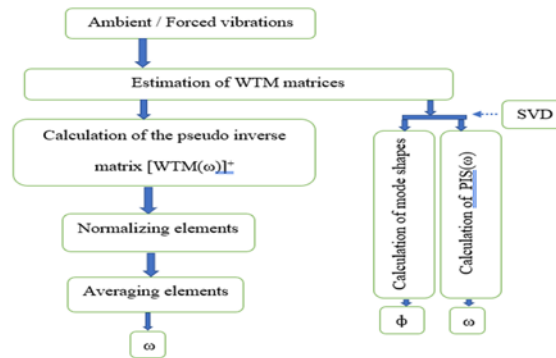 Ambient / Forced vibrations
Estimation of WTM matrices
SVD
Calculation of the pseudo inverse
matrix [WTM(ω)]⁺
Normalizing elements
Averaging elements
ω
Calculation of mode shapes
Calculation of PIS(ω)
ϕ
ω